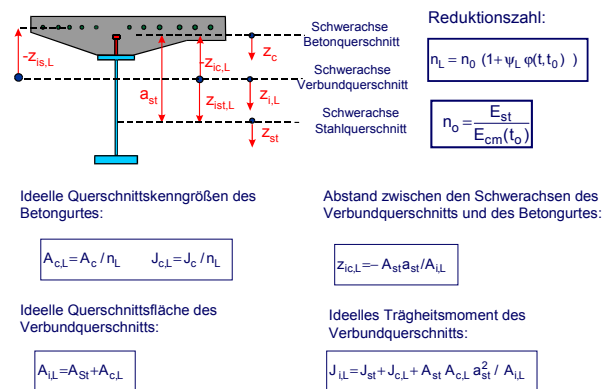 Reduktionszahl:
n_L = n_0 (1+ψ_L φ(t,t_0) )
n_o = E_st / E_cm(t_o)
Schwerachse
Betonquerschnitt
Schwerachse
Verbundquerschnitt
Schwerachse
Stahlquerschnitt
-z_is,L
a_st
-z_ic,L
z_ist,L
z_c
z_i,L
z_st
Ideelle Querschnittskenngrößen des
Betongurtes:
A_c,L=A_c / n_L J_c,L=J_c / n_L
Abstand zwischen den Schwerachsen des
Verbundquerschnitts und des Betongurtes:
z_ic,L=− A_st a_st/A_i,L
Ideelle Querschnittsfläche des
Verbundquerschnitts:
A_i,L=A_St+A_c,L
Ideelles Trägheitsmoment des
Verbundquerschnitts:
J_i,L=J_st+J_c,L+ A_st A_c,L a_st² / A_i,L